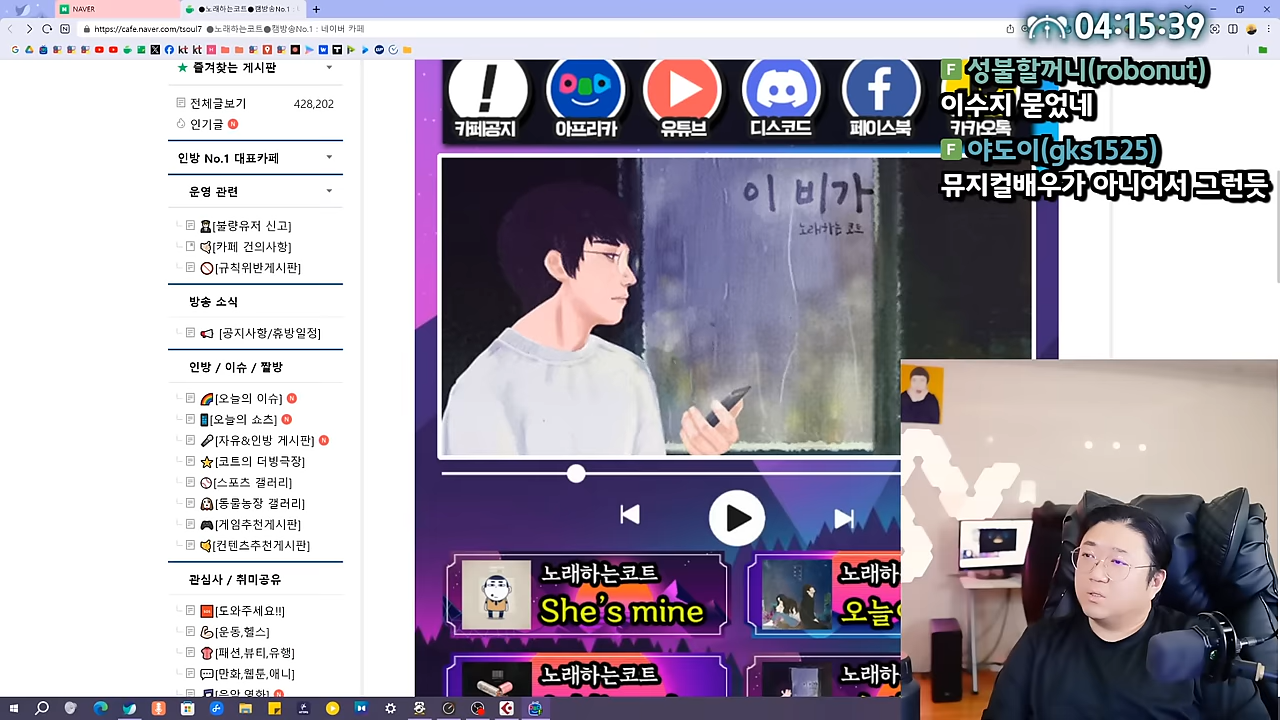 NAVER
●노래하는코트●캠방송No.1 :
https://cafe.naver.com/tsoul7
●노래하는코트●캠방송No.1 : 네이버 카페
04:15:39
성불할꺼니(robonut)
이수지 묻었네
야도이(gks1525)
뮤지컬배우가 아니어서 그런듯
★ 즐겨찾는 게시판
전체글보기 428,202
인기글 N
인방 No.1 대표카페
운영 관련
[불량유저 신고]
[카페 건의사항]
[규칙위반게시판]
방송 소식
[공지사항/휴방일정]
인방 / 이슈 / 짤방
[오늘의 이슈] N
[오늘의 쇼츠] N
[자유&인방 게시판] N
[코트의 더빙극장]
[스포츠 갤러리]
[동물농장 갤러리]
[게임추천게시판]
[컨텐츠추천게시판]
관심사 / 취미공유
[도와주세요!!]
[운동,헬스]
[패션,뷰티,유행]
[만화,웹툰,애니]
[음악,영화] N
카페공지
아프리카
유튜브
디스코드
페이스북
카카오톡
이 비가
노래하는 코트
노래하는코트
She's mine
노래하는코트